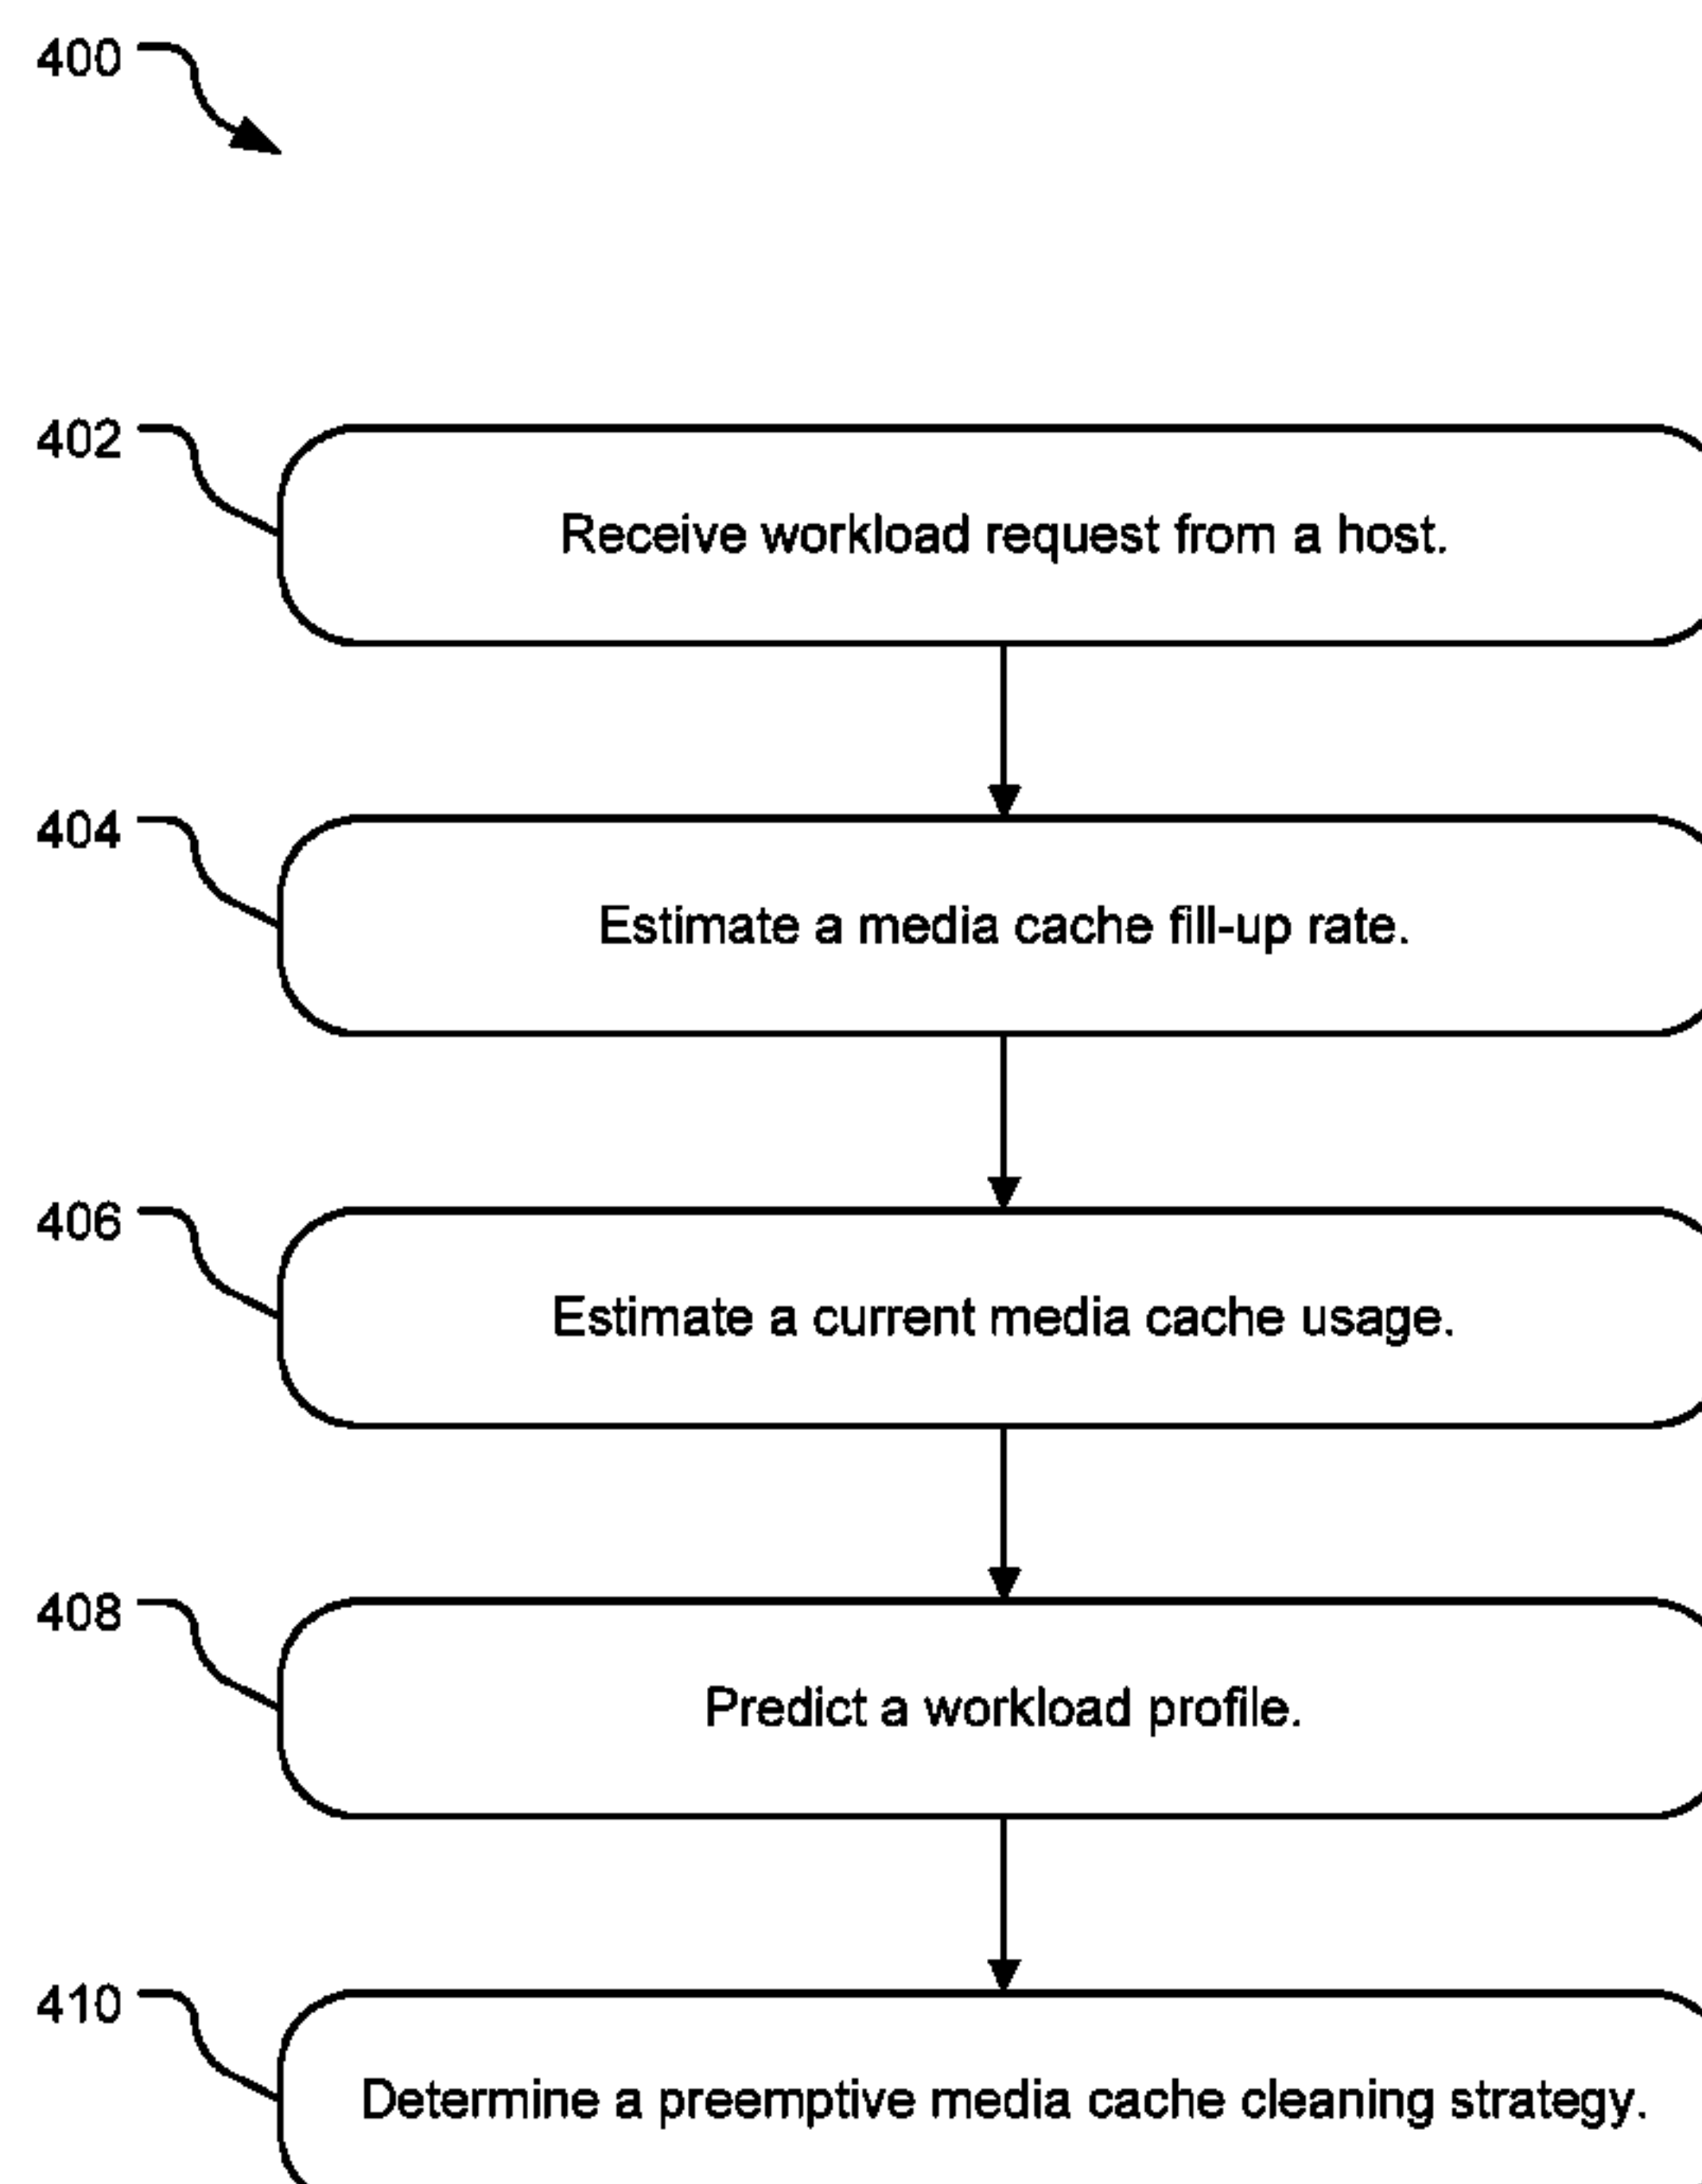 400
402
Receive workload request from a host.
404
Estimate a media cache fill-up rate.
406
Estimate a current media cache usage.
408
Predict a workload profile.
410
Determine a preemptive media cache cleaning strategy.